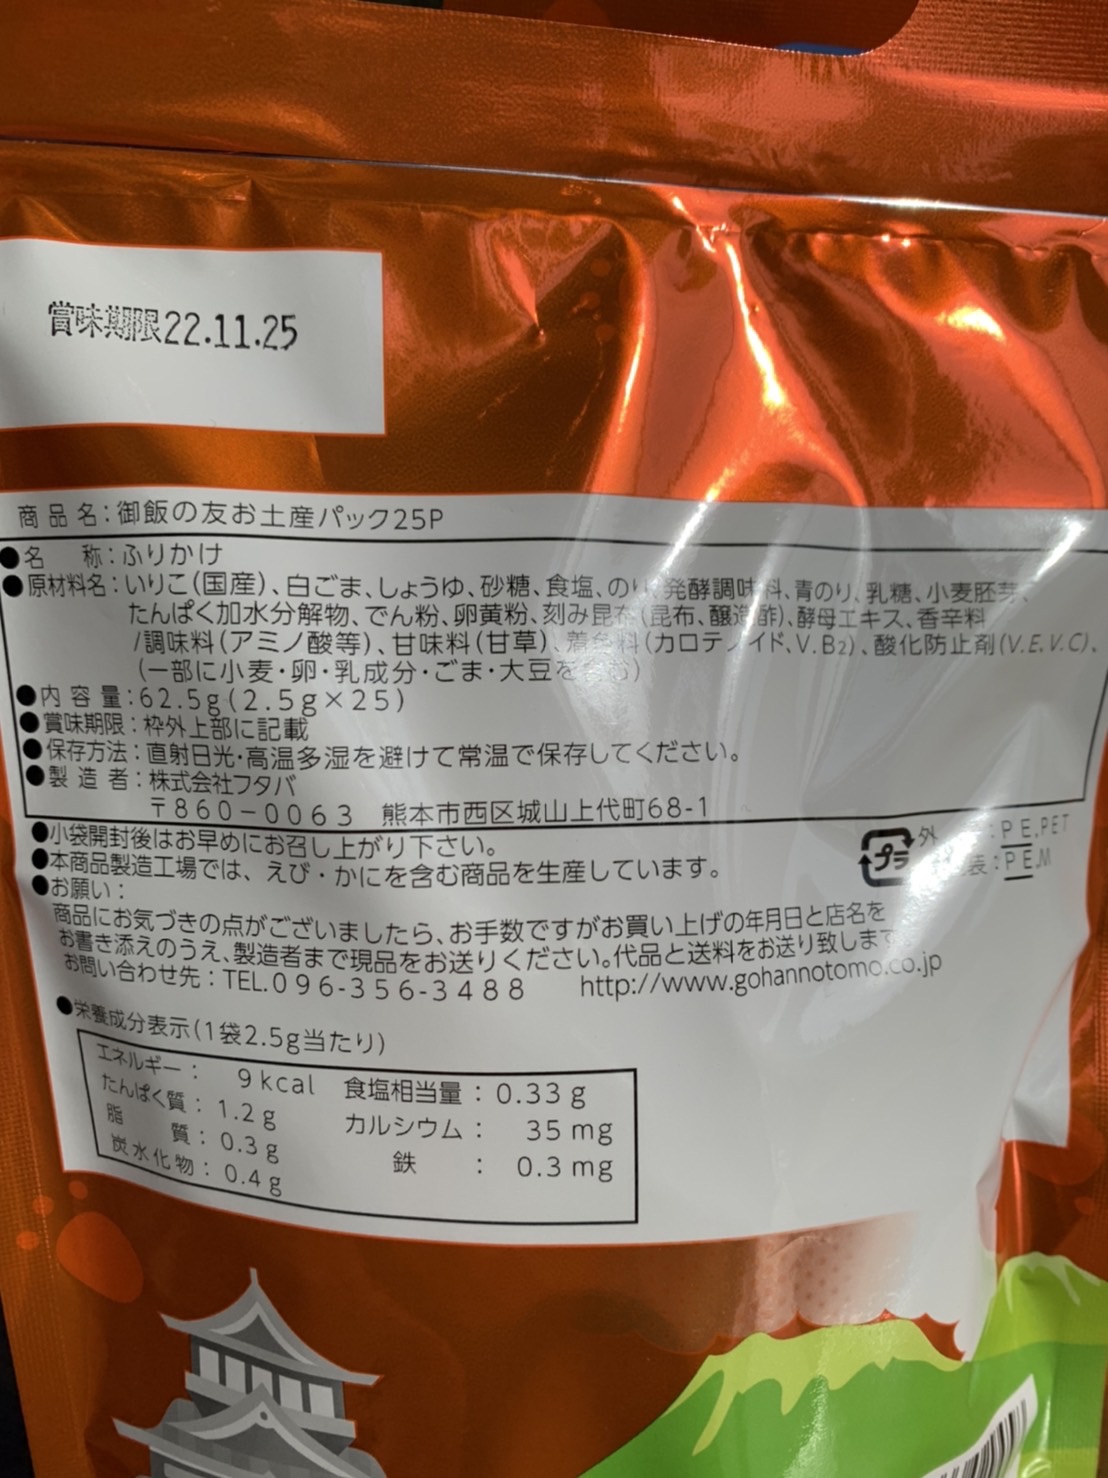 賞味期限22.11.25
商品名:御飯の友お土産パック25P
●名　称:ふりかけ
●原材料名:いりこ(国産)、白ごま、しょうゆ、砂糖、食塩、のり、発酵調味料、青のり、乳糖、小麦胚芽、
たんぱく加水分解物、でん粉、卵黄粉、刻み昆布(昆布、醸造酢)、酵母エキス、香辛料
/調味料(アミノ酸等)、甘味料(甘草)、着色料(カロテノイド、V.B2)、酸化防止剤(V.E、V.C)、
(一部に小麦・卵・乳成分・ごま・大豆を含む)
●内容量:62.5g(2.5g×25)
●賞味期限:枠外上部に記載
●保存方法:直射日光・高温多湿を避けて常温で保存してください。
●製造者:株式会社フタバ
〒860-0063 熊本市西区城山上代町68-1
●小袋開封後はお早めにお召し上がり下さい。
●本商品製造工場では、えび・かにを含む商品を生産しています。
プラ
外 :PE,PET
装:PE,M
●お願い:
商品にお気づきの点がございましたら、お手数ですがお買い上げの年月日と店名を
お書き添えのうえ、製造者まで現品をお送りください。代品と送料をお送り致します
お問い合わせ先:TEL.096-356-3488 http://www.gohannotomo.co.jp
●栄養成分表示(1袋2.5g当たり)
エネルギー: 9kcal 食塩相当量:0.33g
たんぱく質:1.2g カルシウム: 35mg
脂　質:0.3g 鉄 : 0.3mg
炭水化物:0.4g